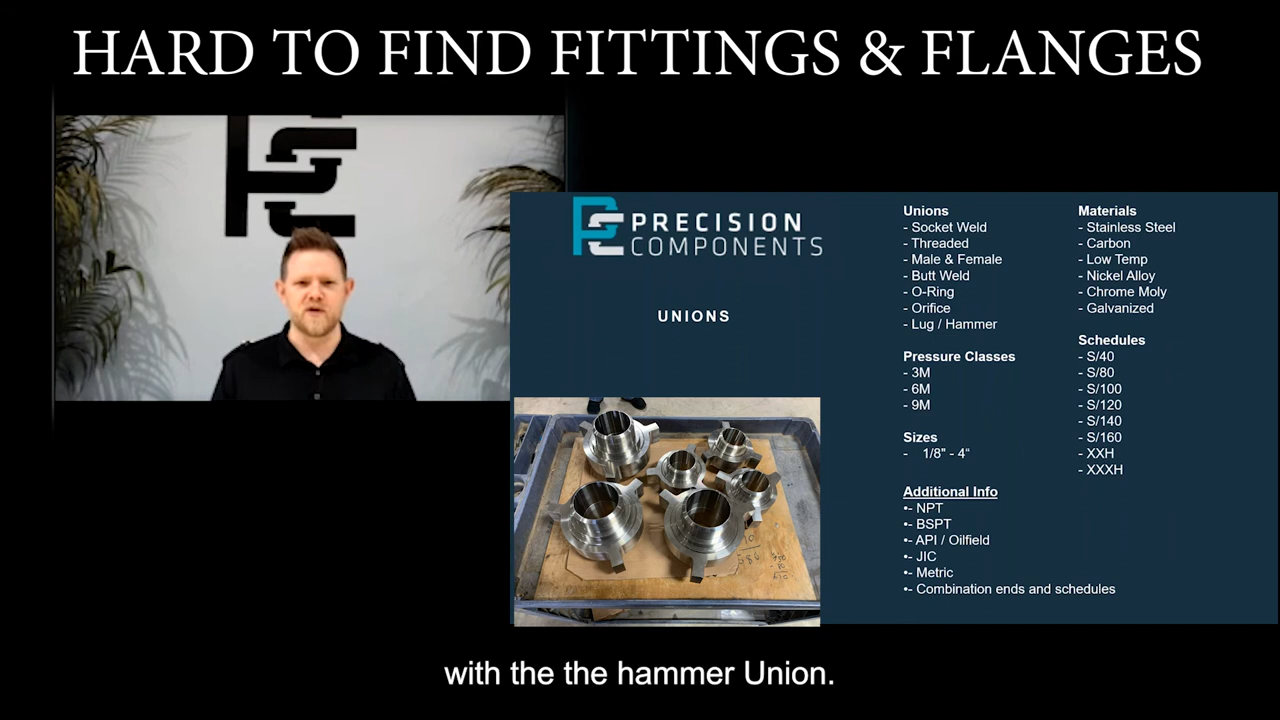 HARD TO FIND FITTINGS & FLANGES
PRECISION
COMPONENTS
UNIONS
Unions
- Socket Weld
- Threaded
- Male & Female
- Butt Weld
- O-Ring
- Orifice
- Lug / Hammer
Pressure Classes
- 3M
- 6M
- 9M
Sizes
- 1/8” - 4“
Additional Info
•- NPT
•- BSPT
•- API / Oilfield
•- JIC
•- Metric
•- Combination ends and schedules
Materials
- Stainless Steel
- Carbon
- Low Temp
- Nickel Alloy
- Chrome Moly
- Galvanized
Schedules
- S/40
- S/80
- S/100
- S/120
- S/140
- S/160
- XXH
- XXXH
with the the hammer Union.